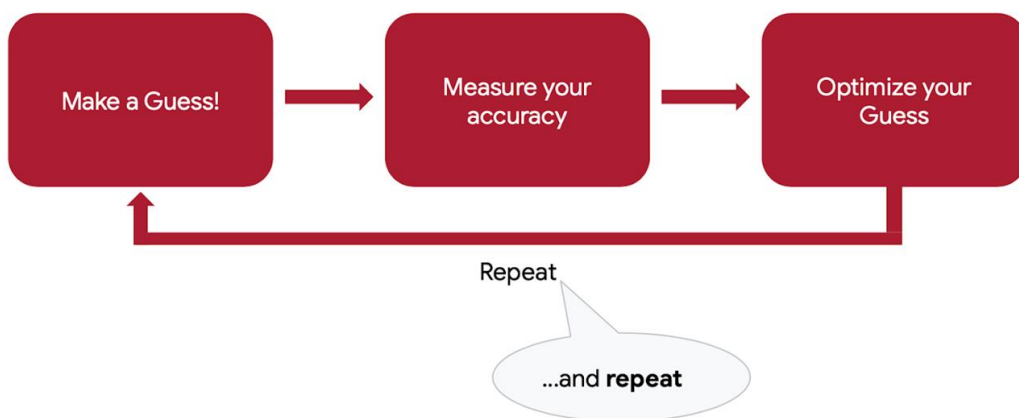 Make a Guess!
Measure your
accuracy
Optimize your
Guess
Repeat
...and repeat